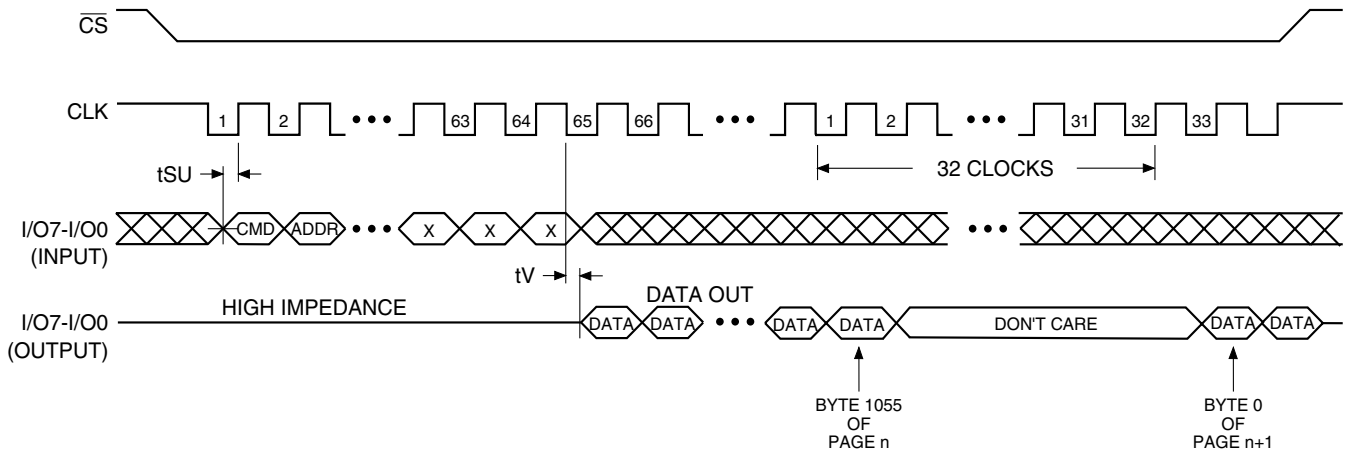 CS
CLK
1 2 ••• 63 64 65 66 ••• 1 2 ••• 31 32 33
tSU
32 CLOCKS
I/O7-I/O0
(INPUT)
CMD ADDR ••• X X X •••
tV
HIGH IMPEDANCE
DATA OUT
I/O7-I/O0
(OUTPUT)
DATA DATA ••• DATA DATA DON'T CARE DATA DATA
BYTE 1055
OF
PAGE n
BYTE 0
OF
PAGE n+1